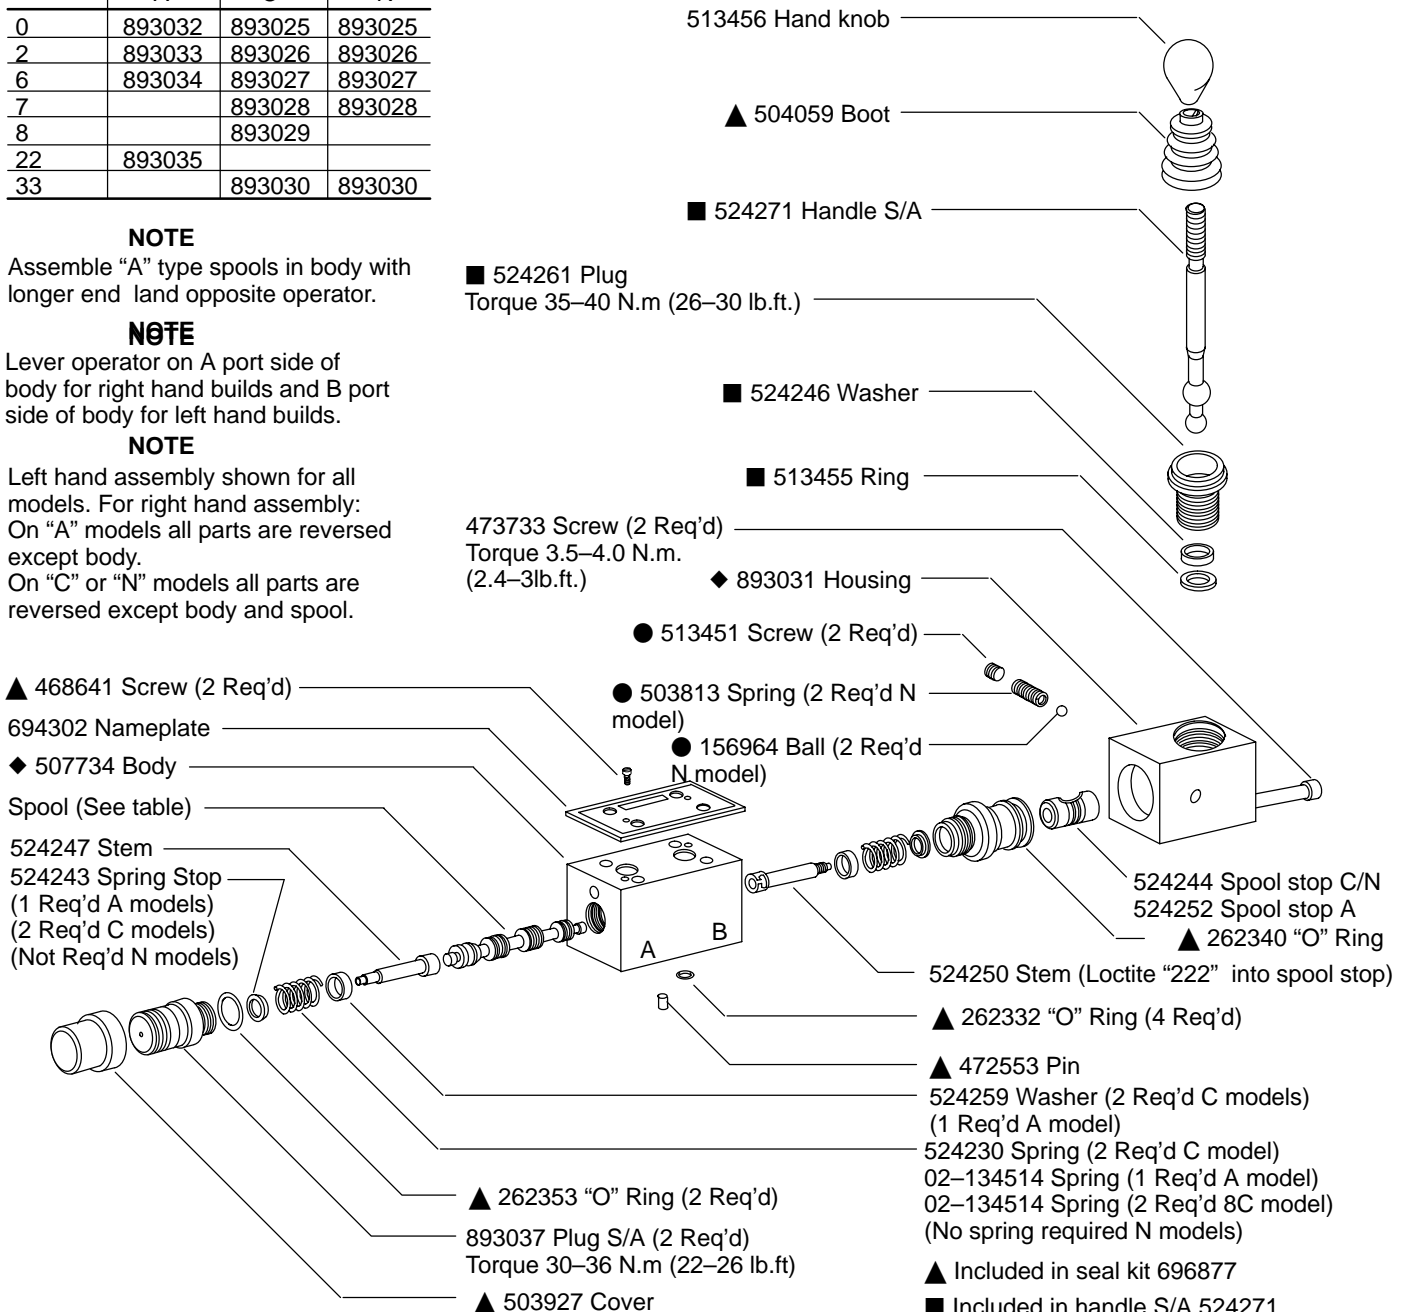 0 893032 893025 893025
2 893033 893026 893026
6 893034 893027 893027
7 893028 893028
8 893029
22 893035
33 893030 893030
NOTE
Assemble “A” type spools in body with
longer end land opposite operator.
NOTE
NOTE
Lever operator on A port side of
body for right hand builds and B port
side of body for left hand builds.
NOTE
Left hand assembly shown for all
models. For right hand assembly:
On “A” models all parts are reversed
except body.
On “C” or “N” models all parts are
reversed except body and spool.
513456 Hand knob
▲ 504059 Boot
■ 524271 Handle S/A
■ 524261 Plug
Torque 35–40 N.m (26–30 lb.ft.)
■ 524246 Washer
■ 513455 Ring
473733 Screw (2 Req’d)
Torque 3.5–4.0 N.m.
(2.4–3lb.ft.)
◆ 893031 Housing
● 513451 Screw (2 Req’d)
● 503813 Spring (2 Req’d N
model)
● 156964 Ball (2 Req’d
N model)
▲ 468641 Screw (2 Req’d)
694302 Nameplate
◆ 507734 Body
Spool (See table)
524247 Stem
524243 Spring Stop
(1 Req’d A models)
(2 Req’d C models)
(Not Req’d N models)
A
B
524244 Spool stop C/N
524252 Spool stop A
▲ 262340 “O” Ring
524250 Stem (Loctite “222” into spool stop)
▲ 262332 “O” Ring (4 Req’d)
▲ 472553 Pin
524259 Washer (2 Req’d C models)
(1 Req’d A model)
524230 Spring (2 Req’d C model)
02–134514 Spring (1 Req’d A model)
02–134514 Spring (2 Req’d 8C model)
(No spring required N models)
▲ 262353 “O” Ring (2 Req’d)
893037 Plug S/A (2 Req’d)
Torque 30–36 N.m (22–26 lb.ft)
▲ 503927 Cover
▲ Included in seal kit 696877
■ Included in handle S/A 524271